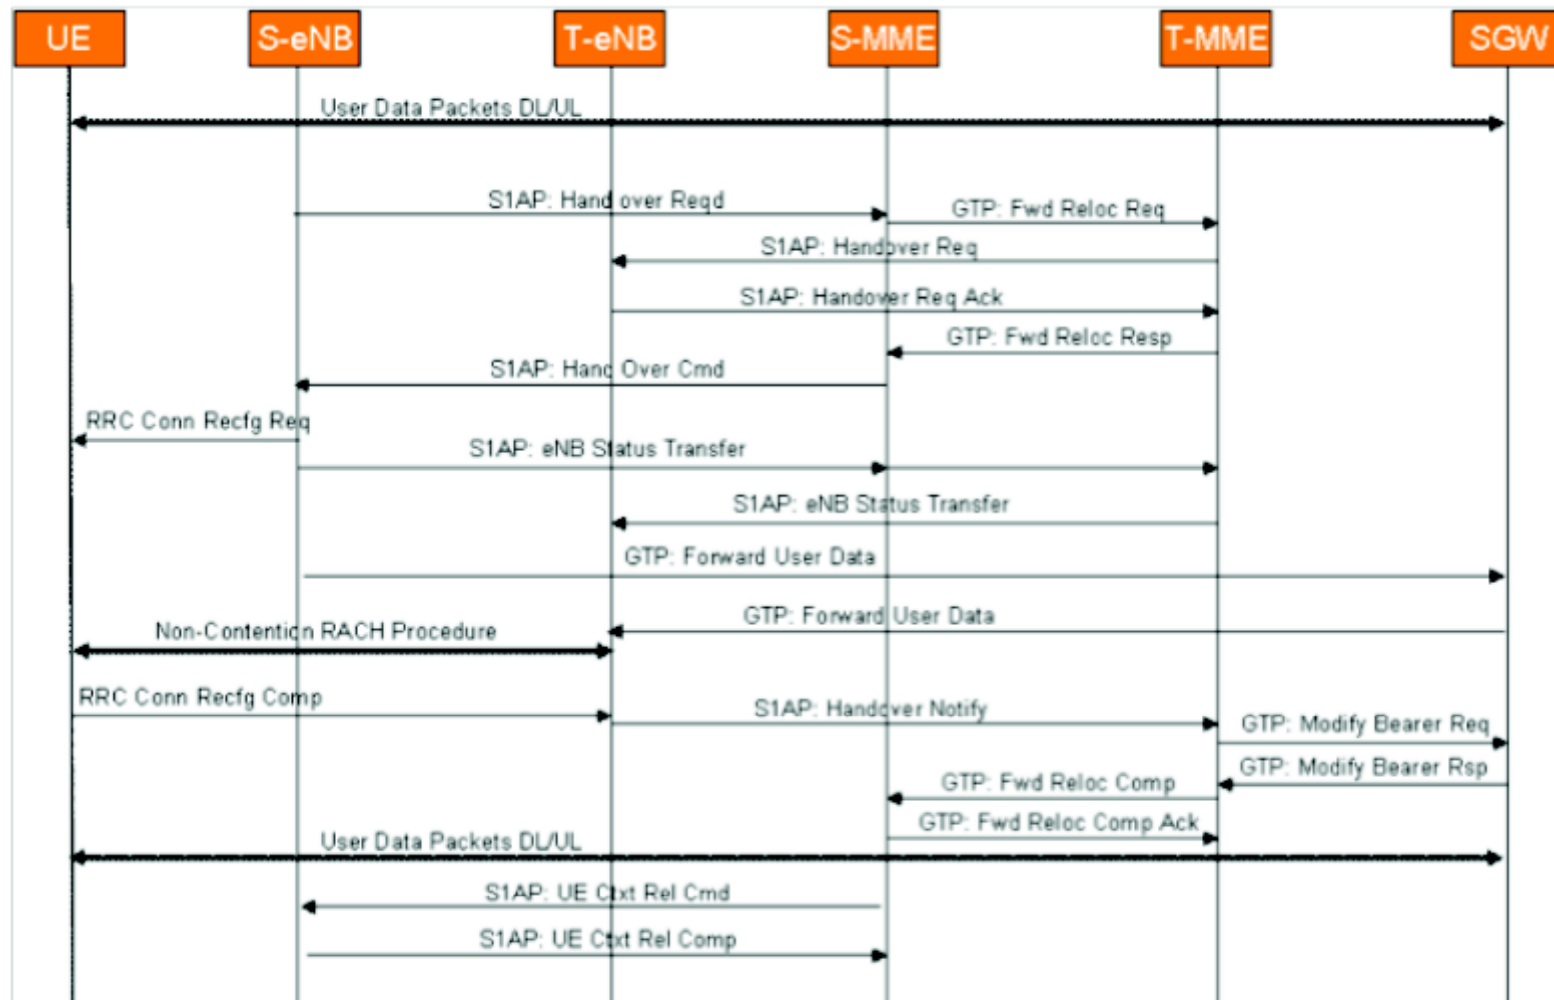 UE S-eNB T-eNB S-MME T-MME SGW
User Data Packets DL/UL
S1AP: Hand over Reqd
GTP: Fwd Reloc Req
S1AP: Handover Req
S1AP: Handover Req Ack
GTP: Fwd Reloc Resp
S1AP: Hand Over Cmd
RRC Conn Recfg Req
S1AP: eNB Status Transfer
S1AP: eNB Status Transfer
GTP: Forward User Data
GTP: Forward User Data
Non-Contention RACH Procedure
RRC Conn Recfg Comp
S1AP: Handover Notify
GTP: Modify Bearer Req
GTP: Modify Bearer Rsp
GTP: Fwd Reloc Comp
GTP: Fwd Reloc Comp Ack
User Data Packets DL/UL
S1AP: UE Ctxt Rel Cmd
S1AP: UE Ctxt Rel Comp